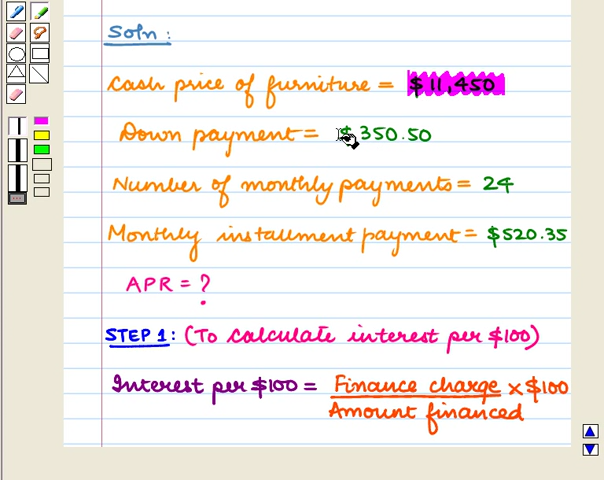 Soln:
Cash price of furniture = $11,450
Down payment = $350.50
Number of monthly payments = 24
Monthly installment payment = $520.35
APR = ?
STEP 1: (To calculate interest per $100)
Interest per $100 = Finance charge × $100
Amount financed